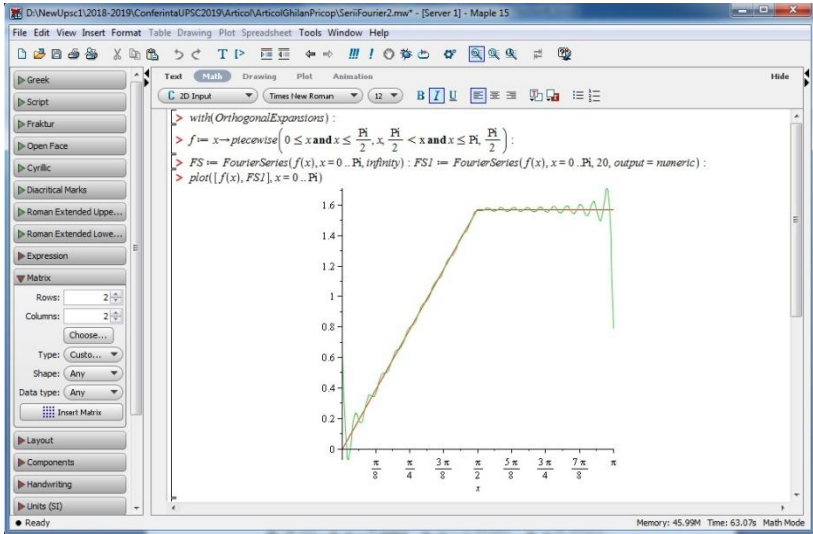 D:\NewUpsc1\2018-2019\ConferintaUPSC2019\Articol\ArticolGhilanPricop\SeriiFourier2.mw* - [Server 1] - Maple 15
File Edit View Insert Format Table Drawing Plot Spreadsheet Tools Window Help
Text Math Drawing Plot Animation Hide
C 2D Input Times New Roman 12 B I U
Greek
Script
Fraktur
Open Face
Cyrillic
Diacritical Marks
Roman Extended Uppe...
Roman Extended Lowe...
Expression
Matrix
Rows: 2
Columns: 2
Choose...
Type: Custo...
Shape: Any
Data type: Any
Insert Matrix
Layout
Components
Handwriting
Units (SI)
> with(OrthogonalExpansions) :
> f := x→piecewise(0 ≤ x and x ≤ Pi/2, x, Pi/2 < x and x ≤ Pi, Pi/2) :
> FS := FourierSeries(f(x), x = 0 .. Pi, infinity) : FS1 := FourierSeries(f(x), x = 0 ..Pi, 20, output = numeric) :
> plot([f(x), FS1], x = 0 .. Pi)
1.6
1.4
1.2
1
0.8
0.6
0.4
0.2
0
π/8 π/4 3π/8 π/2 5π/8 3π/4 7π/8 π
x
Ready Memory: 45.99M Time: 63.07s Math Mode